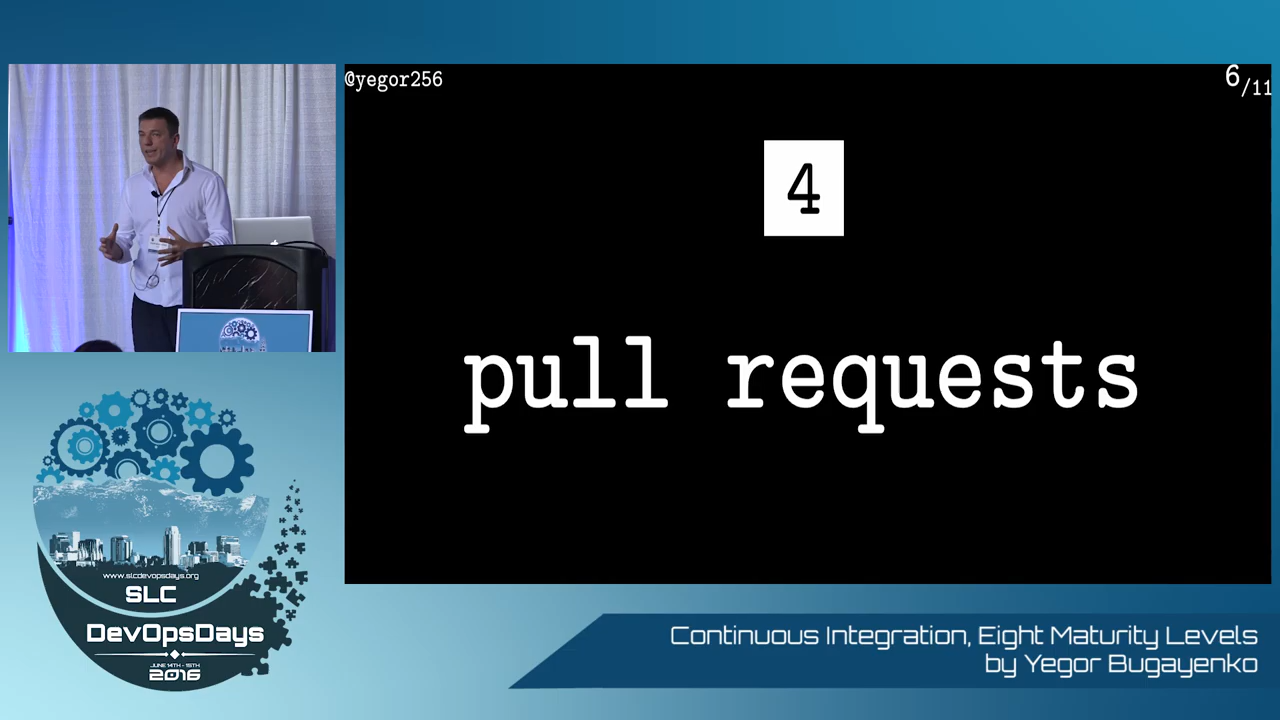 @yegor256
6/11
4
pull requests
www.slcdevopsdays.org
SLC
DevOpsDays
JUNE 14TH - 15TH
2016
Continuous Integration, Eight Maturity Levels
by Yegor Bugayenko